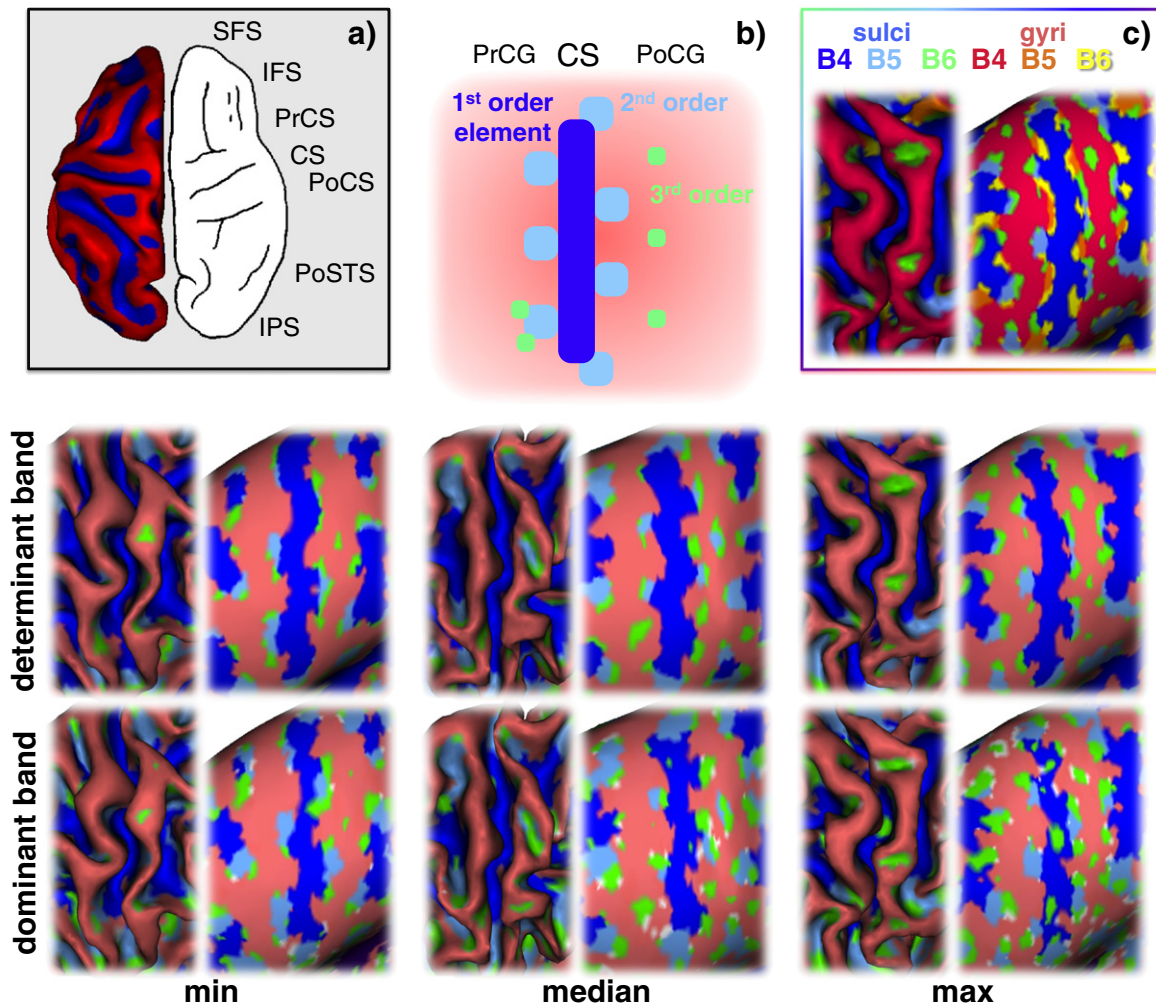 a)
SFS
IFS
PrCS
CS
PoCS
PoSTS
IPS
b)
PrCG CS PoCG
1st order element
2nd order
3rd order
c)
sulci gyri
B4 B5 B6 B4 B5 B6
determinant band
dominant band
min median max